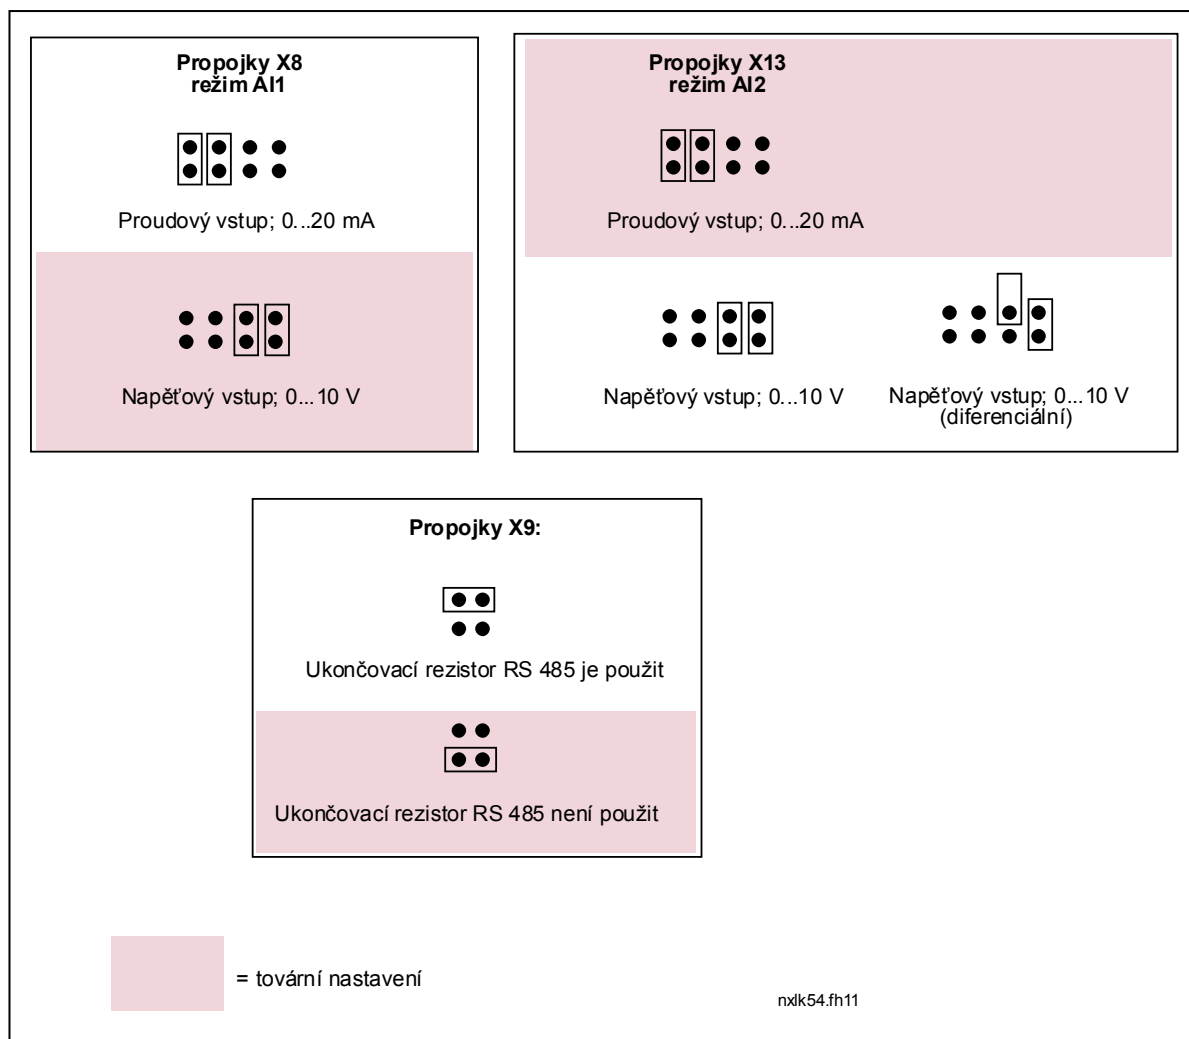 Propojky X8
režim AI1
Proudový vstup; 0...20 mA
Napěťový vstup; 0...10 V
Propojky X13
režim AI2
Proudový vstup; 0...20 mA
Napěťový vstup; 0...10 V
Napěťový vstup; 0...10 V
(diferenciální)
Propojky X9:
Ukončovací rezistor RS 485 je použit
Ukončovací rezistor RS 485 není použit
= tovární nastavení
nxlk54.fh11